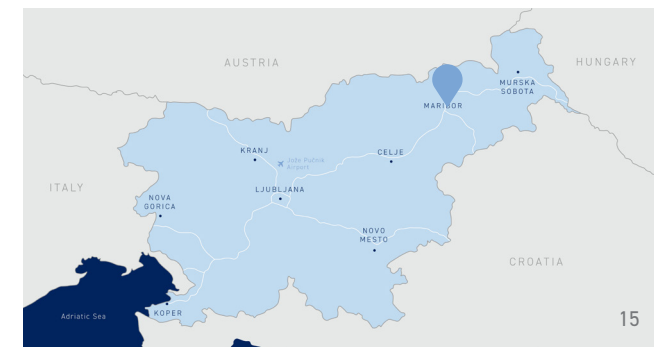 AUSTRIA
HUNGARY
MURSKA
SOBOTA
MARIBOR
KRANJ
Jože Pučnik
Airport
CELJE
ITALY
LJUBLJANA
NOVA
GORICA
NOVO
MESTO
CROATIA
KOPER
Adriatic Sea
15